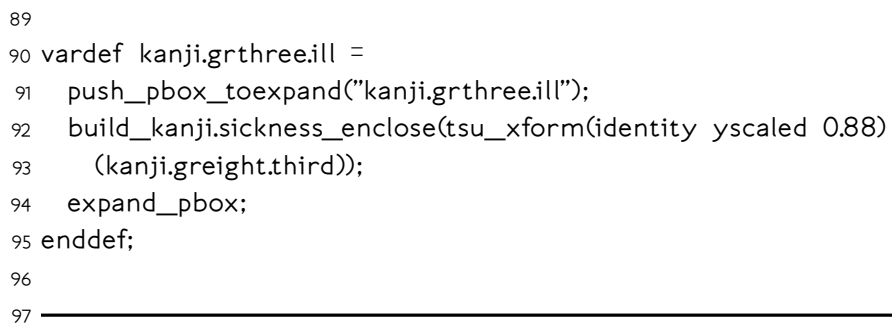 89
90 vardef kanji.grthree.ill =
91 push_pbox_toexpand("kanji.grthree.ill");
92 build_kanji.sickness_enclose(tsu_xform(identity yscaled 0.88)
93 (kanji.greight.third));
94 expand_pbox;
95 enddef;
96
97